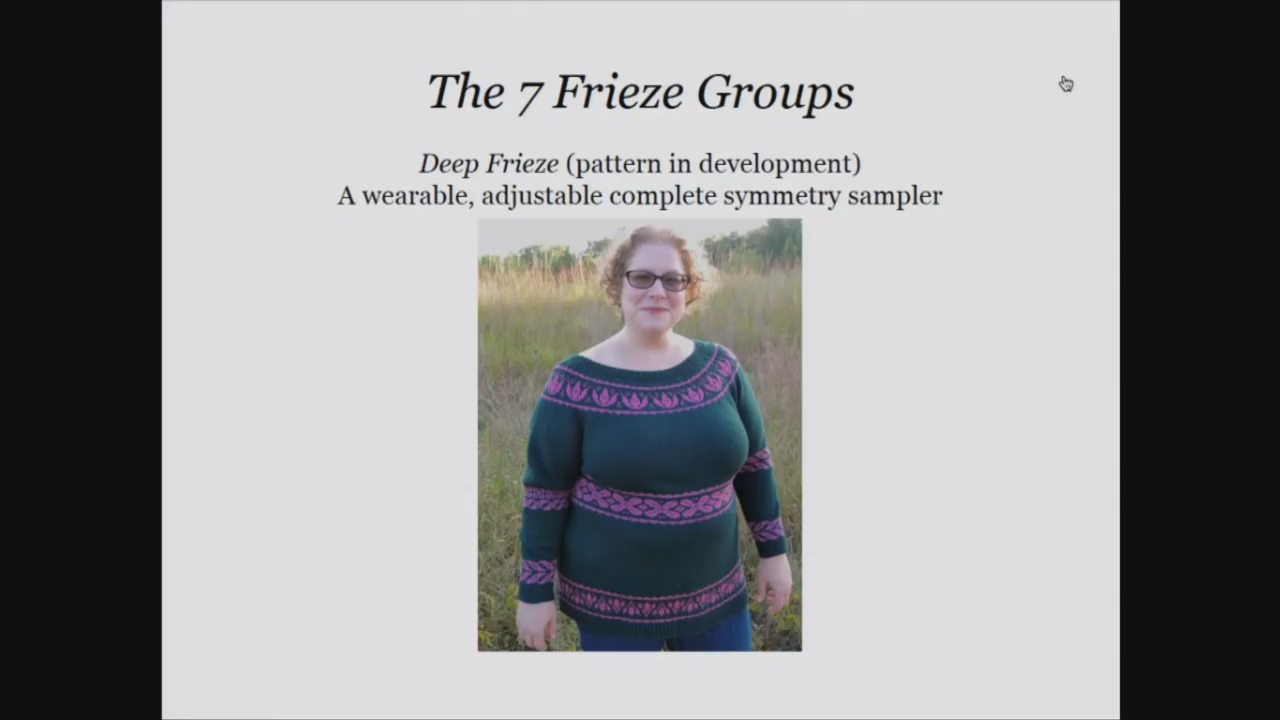 The 7 Frieze Groups
Deep Frieze (pattern in development)
A wearable, adjustable complete symmetry sampler